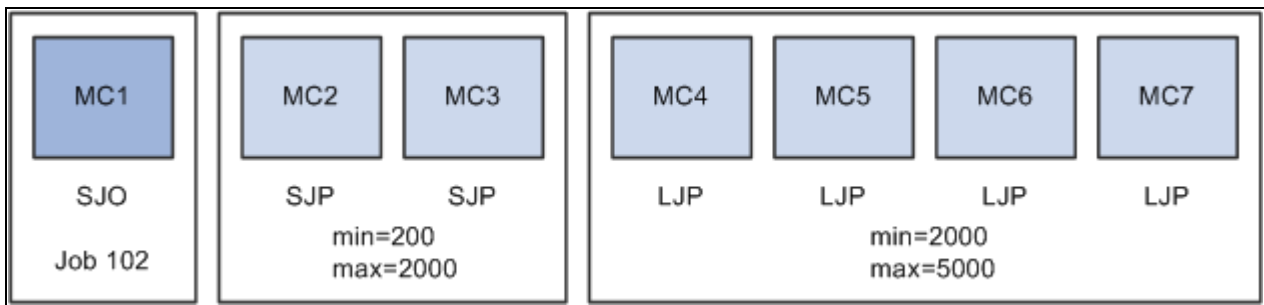 MC1
SJO
Job 102
MC2
MC3
SJP
SJP
min=200
max=2000
MC4
MC5
MC6
MC7
LJP
LJP
LJP
LJP
min=2000
max=5000